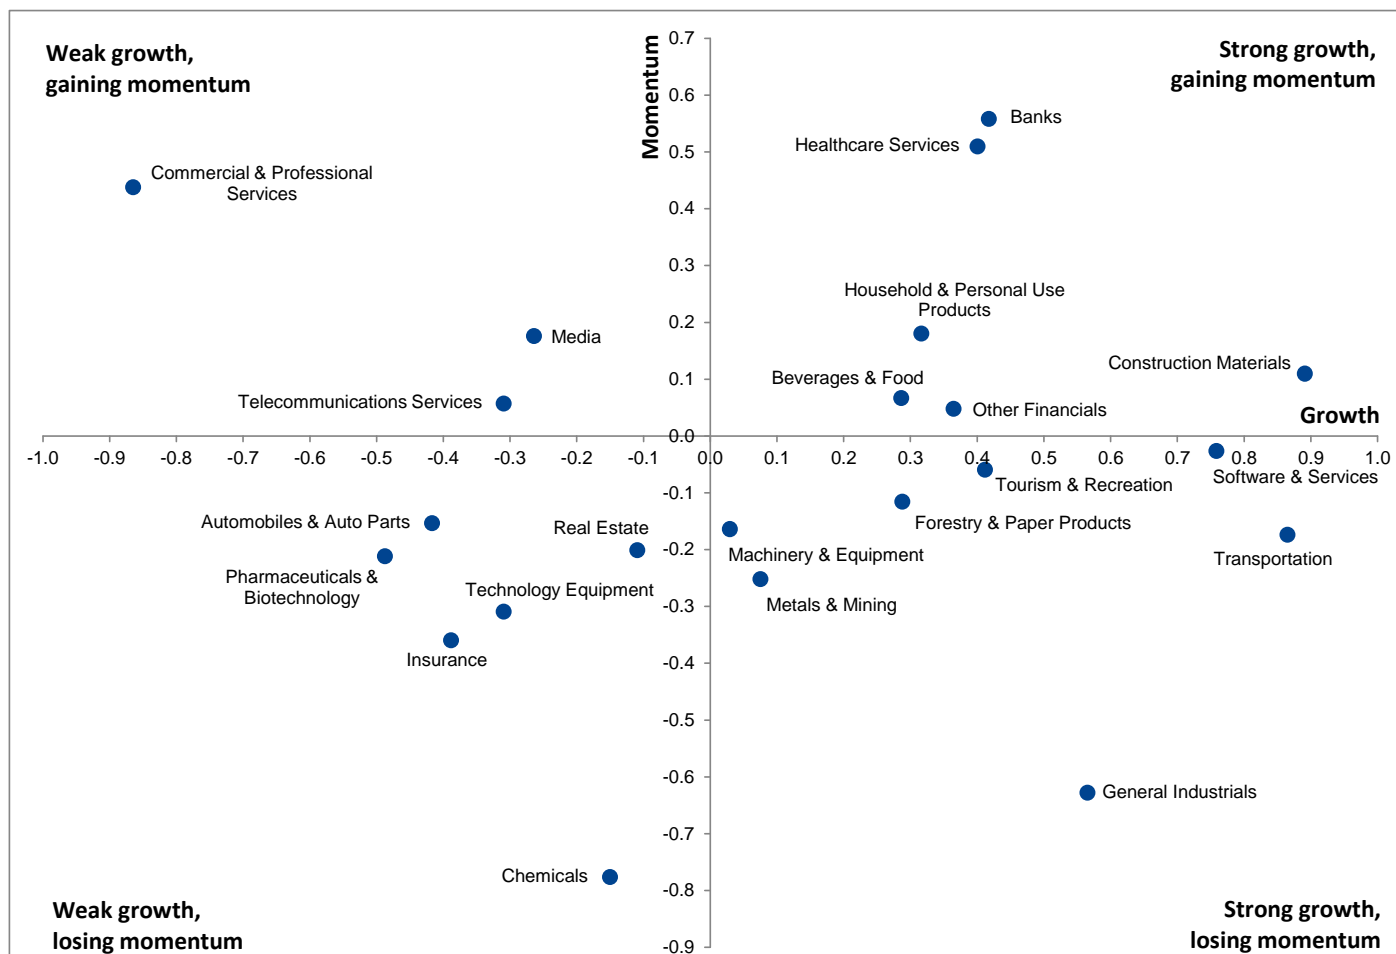 Weak growth,
gaining momentum
Strong growth,
gaining momentum
Momentum
0.7
0.6
0.5
0.4
0.3
0.2
0.1
0.0
-0.1
-0.2
-0.3
-0.4
-0.5
-0.6
-0.7
-0.8
-0.9
Banks
Healthcare Services
Commercial & Professional
Services
Household & Personal Use
Products
Media
Construction Materials
Beverages & Food
Telecommunications Services
Other Financials
Growth
-1.0 -0.9 -0.8 -0.7 -0.6 -0.5 -0.4 -0.3 -0.2 -0.1 0.0 0.1 0.2 0.3 0.4 0.5 0.6 0.7 0.8 0.9 1.0
Software & Services
Tourism & Recreation
Automobiles & Auto Parts
Real Estate
Forestry & Paper Products
Machinery & Equipment
Transportation
Pharmaceuticals &
Biotechnology
Technology Equipment
Metals & Mining
Insurance
General Industrials
Chemicals
Weak growth,
losing momentum
Strong growth,
losing momentum